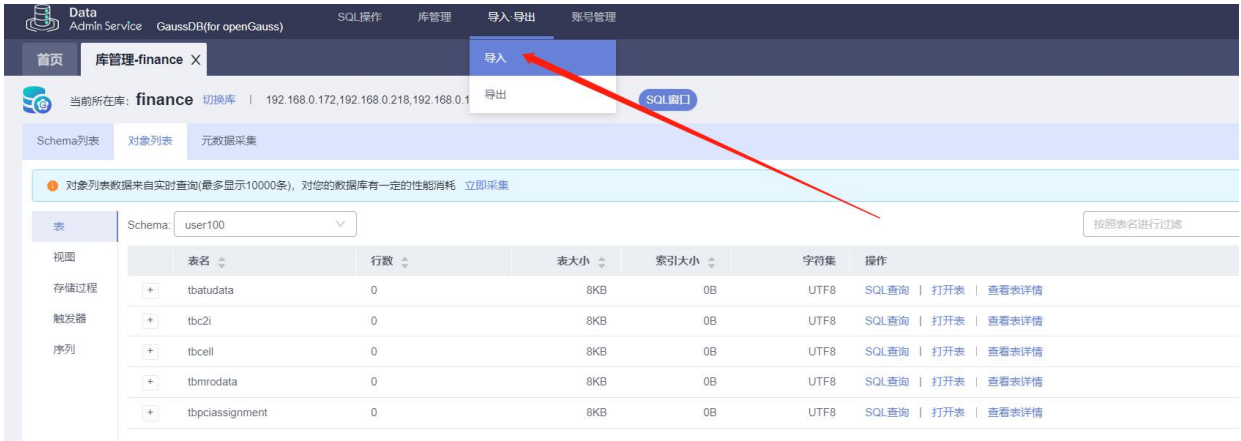 Data
Admin Service GaussDB(for openGauss) SQL操作 库管理 导入·导出 账号管理
首页 库管理-finance X 导入
当前所在库: finance 切换库 | 192.168.0.172,192.168.0.218,192.168.0.1 导出 SQL窗口
Schema列表 对象列表 元数据采集
对象列表数据来自实时查询(最多显示10000条), 对您的数据库有一定的性能消耗 立即采集
表 Schema: user100 按照表名进行过滤
视图 表名 行数 表大小 索引大小 字符集 操作
存储过程 + tbatudata 0 8KB 0B UTF8 SQL查询 | 打开表 | 查看表详情
触发器 + tbc2i 0 8KB 0B UTF8 SQL查询 | 打开表 | 查看表详情
序列 + tbcell 0 8KB 0B UTF8 SQL查询 | 打开表 | 查看表详情
+ tbmrodata 0 8KB 0B UTF8 SQL查询 | 打开表 | 查看表详情
+ tbpciassignment 0 8KB 0B UTF8 SQL查询 | 打开表 | 查看表详情